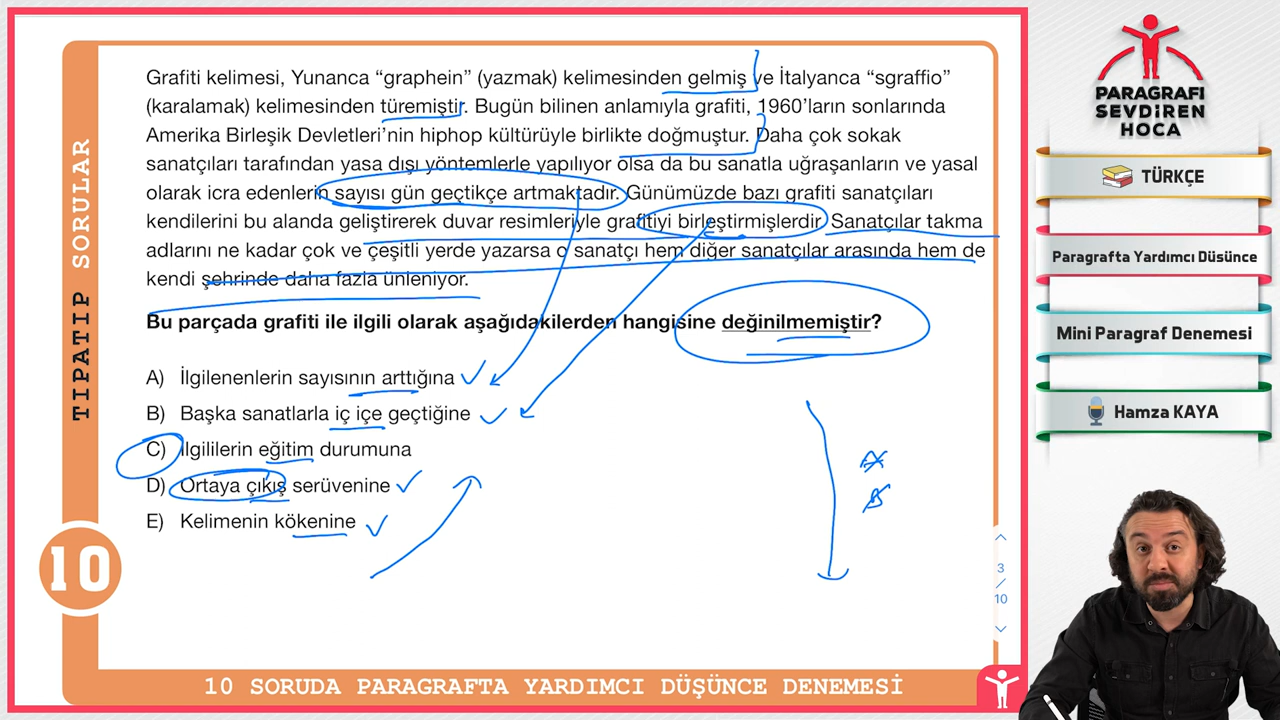 Grafiti kelimesi, Yunanca “graphein” (yazmak) kelimesinden gelmiş ve İtalyanca “sgraffio”
(karalamak) kelimesinden türemiştir. Bugün bilinen anlamıyla grafiti, 1960’ların sonlarında
Amerika Birleşik Devletleri’nin hiphop kültürüyle birlikte doğmuştur. Daha çok sokak
sanatçıları tarafından yasa dışı yöntemlerle yapılıyor olsa da bu sanatla uğraşanların ve yasal
olarak icra edenlerin sayısı gün geçtikçe artmaktadır. Günümüzde bazı grafiti sanatçıları
kendilerini bu alanda geliştirerek duvar resimleriyle grafitiyi birleştirmişlerdir. Sanatçılar takma
adlarını ne kadar çok ve çeşitli yerde yazarsa o sanatçı hem diğer sanatçılar arasında hem de
kendi şehrinde daha fazla ünleniyor.
Bu parçada grafiti ile ilgili olarak aşağıdakilerden hangisine değinilmemiştir?
A) İlgilenenlerin sayısının arttığına
B) Başka sanatlarla iç içe geçtiğine
C) İlgililerin eğitim durumuna
D) Ortaya çıkış serüvenine
E) Kelimenin kökenine
A
B
TIPATIP SORULAR
10
10 SORUDA PARAGRAFTA YARDIMCI DÜŞÜNCE DENEMESİ
3
/
10
PARAGRAFI
SEVDİREN
HOCA
TÜRKÇE
Paragrafta Yardımcı Düşünce
Mini Paragraf Denemesi
Hamza KAYA